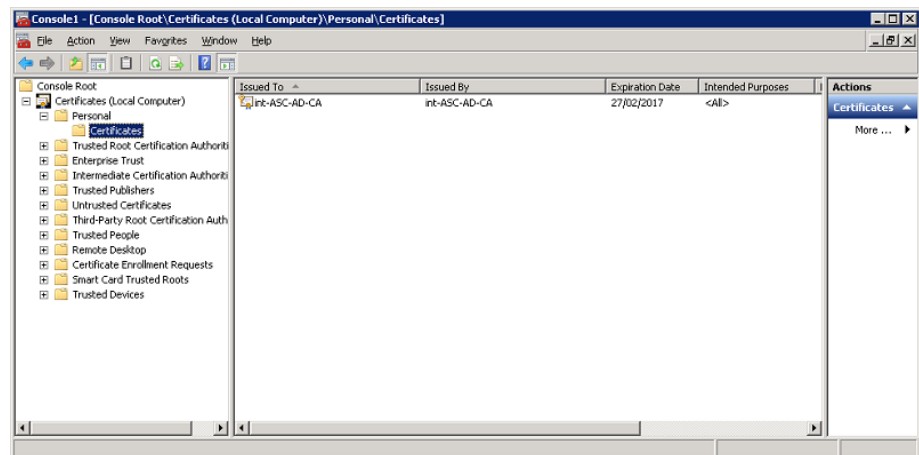 Console1 - [Console Root\Certificates (Local Computer)\Personal\Certificates]
File Action View Favorites Window Help
Console Root
Certificates (Local Computer)
Personal
Certificates
Trusted Root Certification Authoriti
Enterprise Trust
Intermediate Certification Authoriti
Trusted Publishers
Untrusted Certificates
Third-Party Root Certification Auth
Trusted People
Remote Desktop
Certificate Enrollment Requests
Smart Card Trusted Roots
Trusted Devices
Issued To Issued By Expiration Date Intended Purposes
int-ASC-AD-CA int-ASC-AD-CA 27/02/2017 <All>
Actions
Certificates
More ...